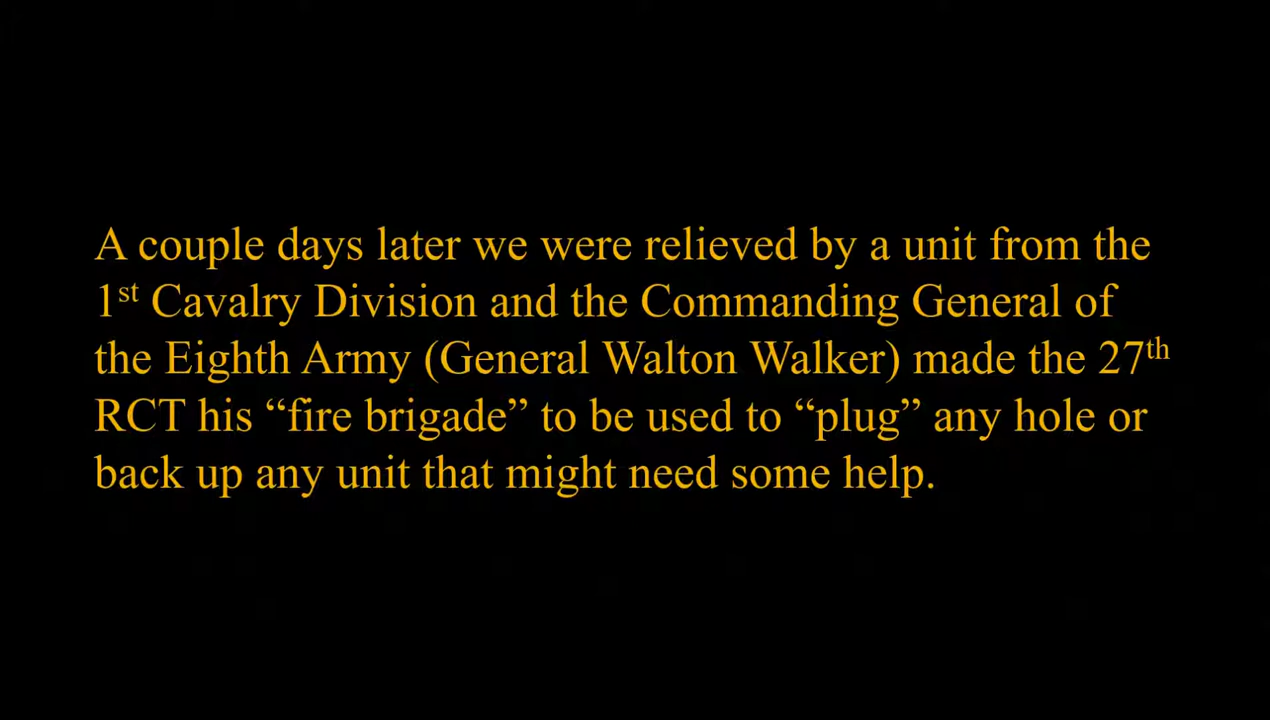 A couple days later we were relieved by a unit from the
1st Cavalry Division and the Commanding General of
the Eighth Army (General Walton Walker) made the 27th
RCT his “fire brigade” to be used to “plug” any hole or
back up any unit that might need some help.